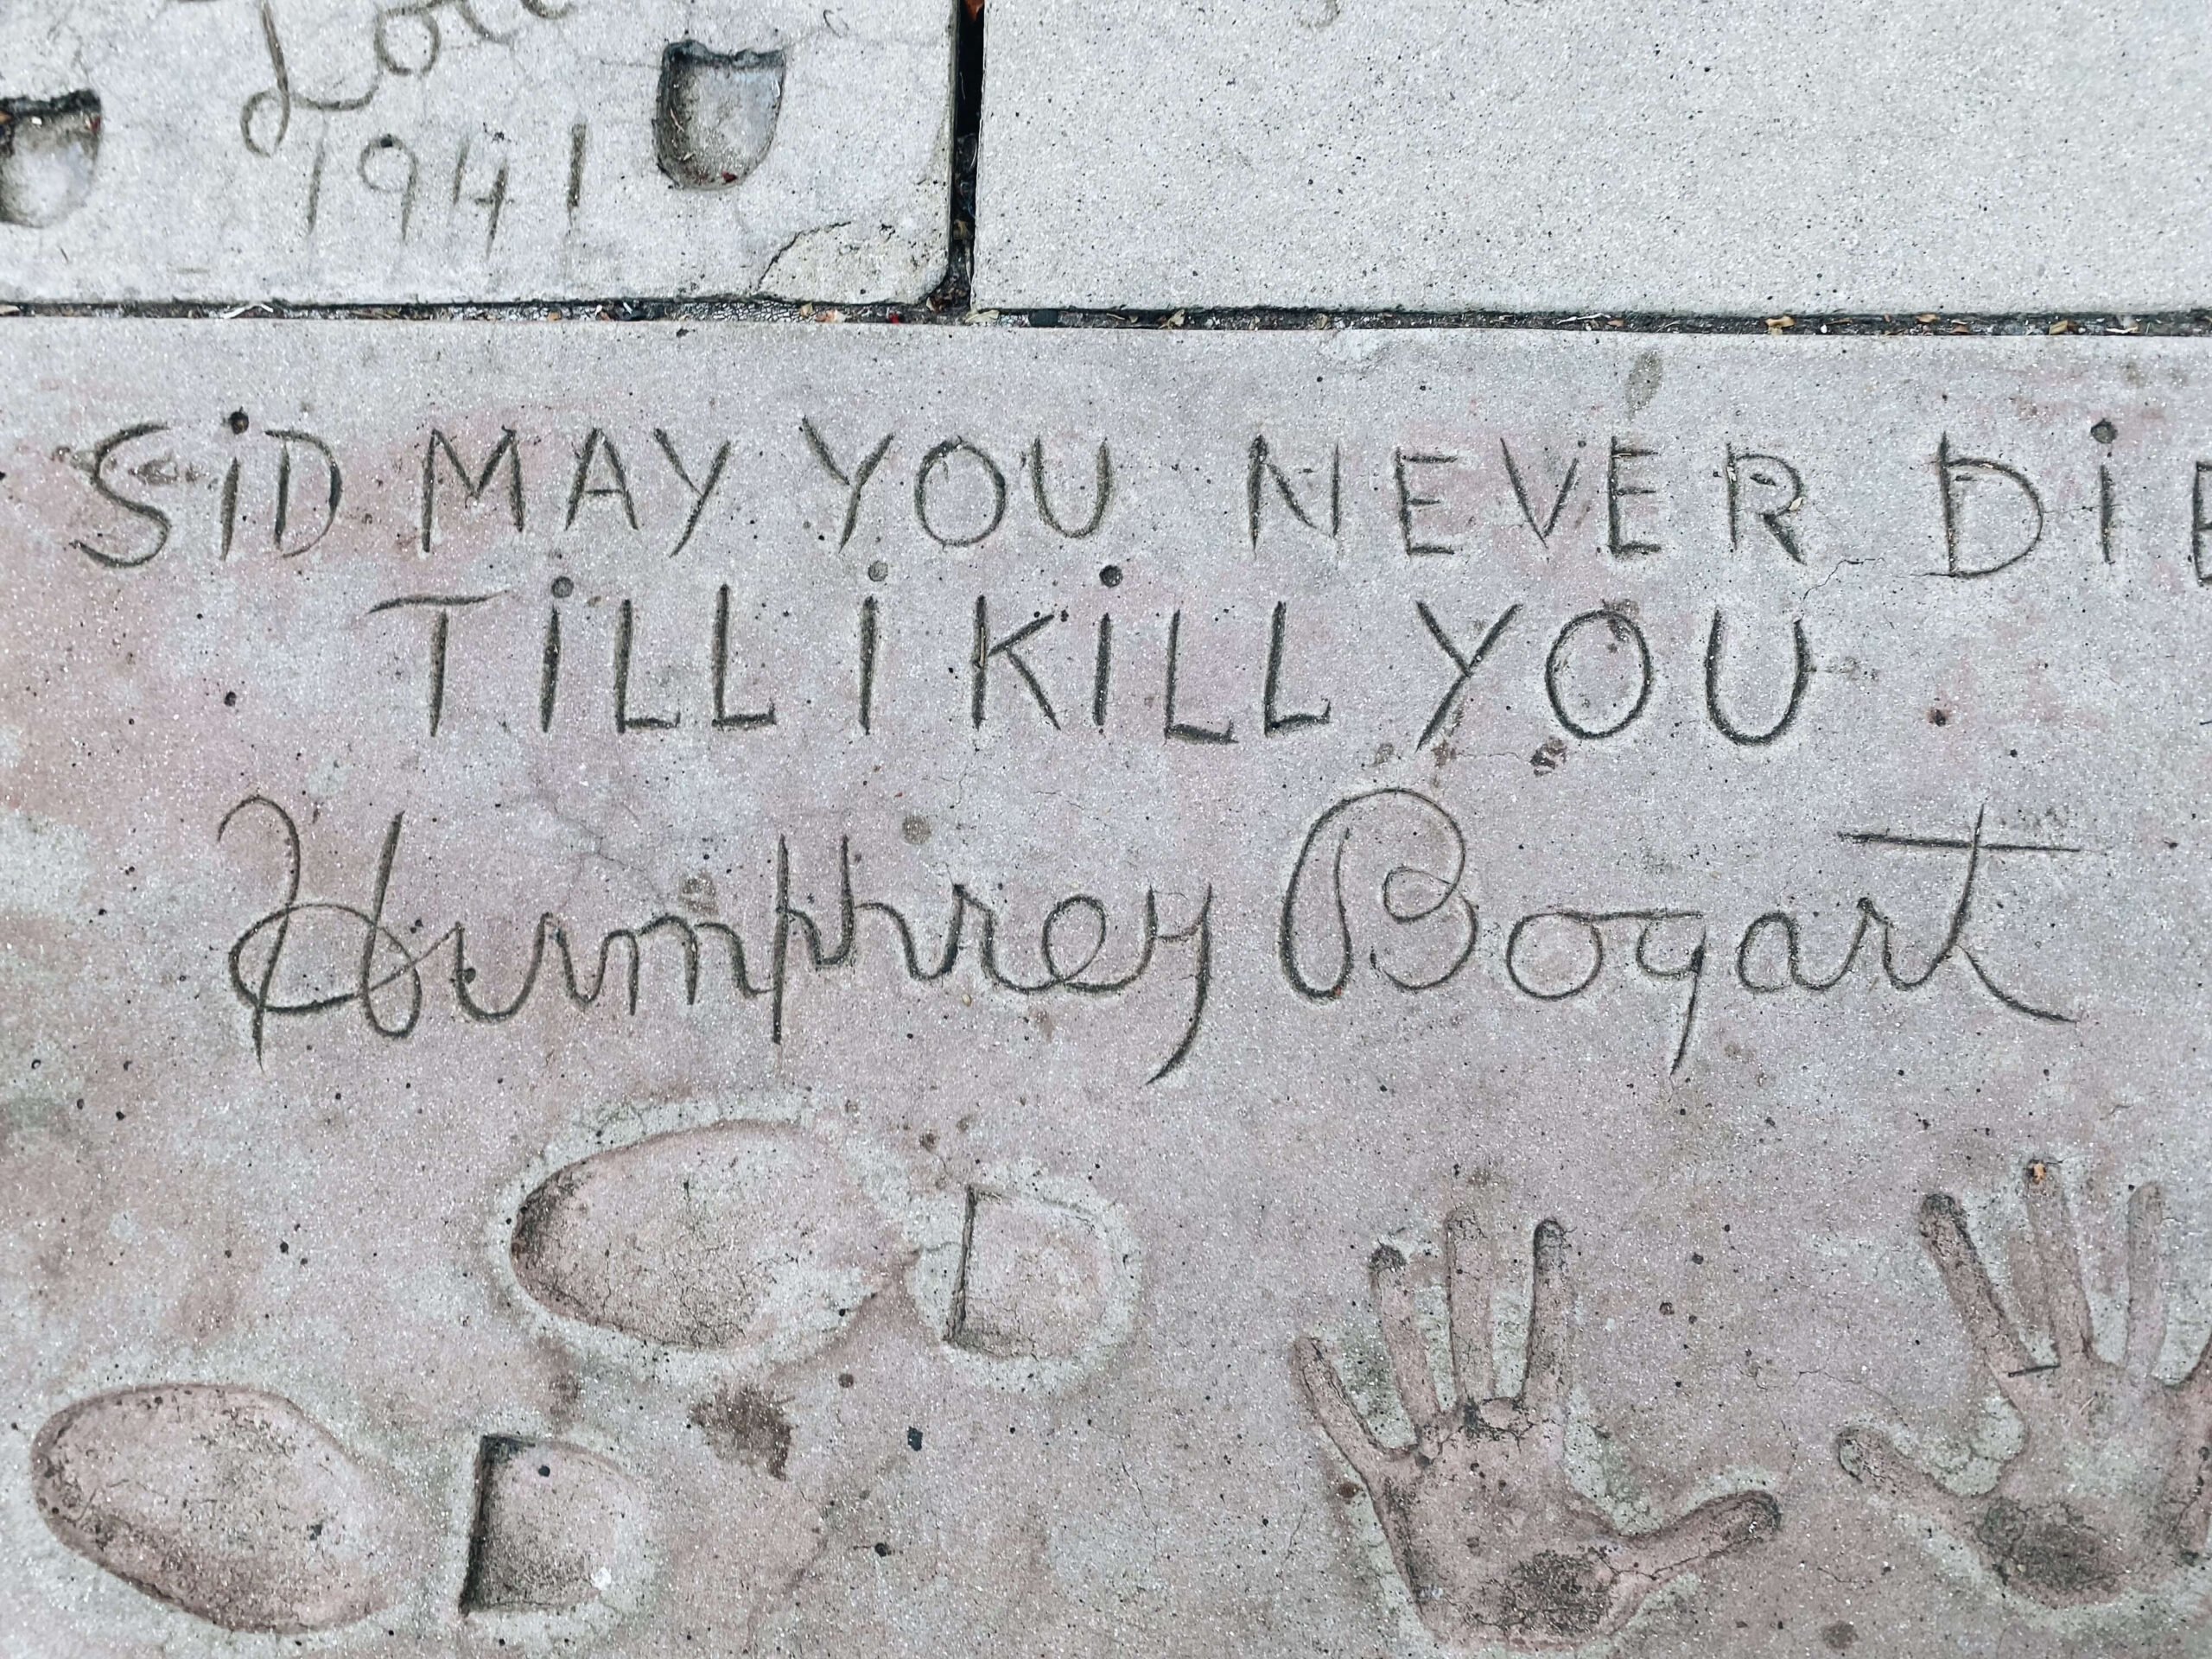 1941
SiD MAY YOU NEVER DiE
TiLL i KiLL YOU
Humphrey Bogart